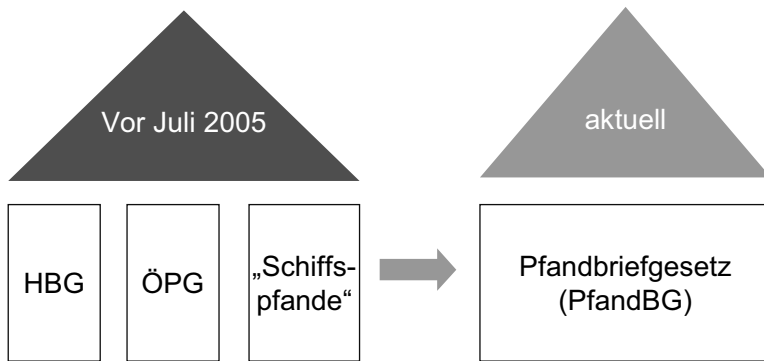 Vor Juli 2005
aktuell
HBG
ÖPG
„Schiffs-
pfande“
Pfandbriefgesetz
(PfandBG)